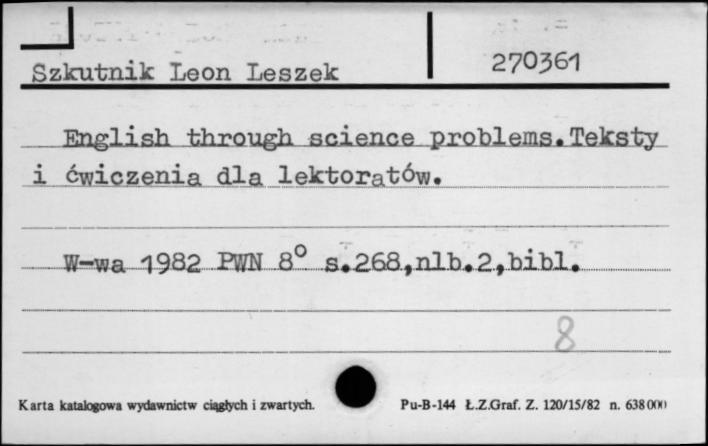 Szkutnik Leon Leszek 270361
English through science problems.Teksty
i ćwiczenia dla lektoratów.
W-wa 1982 PWN 8° s.268,nlb.2,bibl.
8
Karta katalogowa wydawnictw ciągłych i zwartych. Pu-B-144 Ł.Z.Graf. Z. 120/15/82 n. 638000